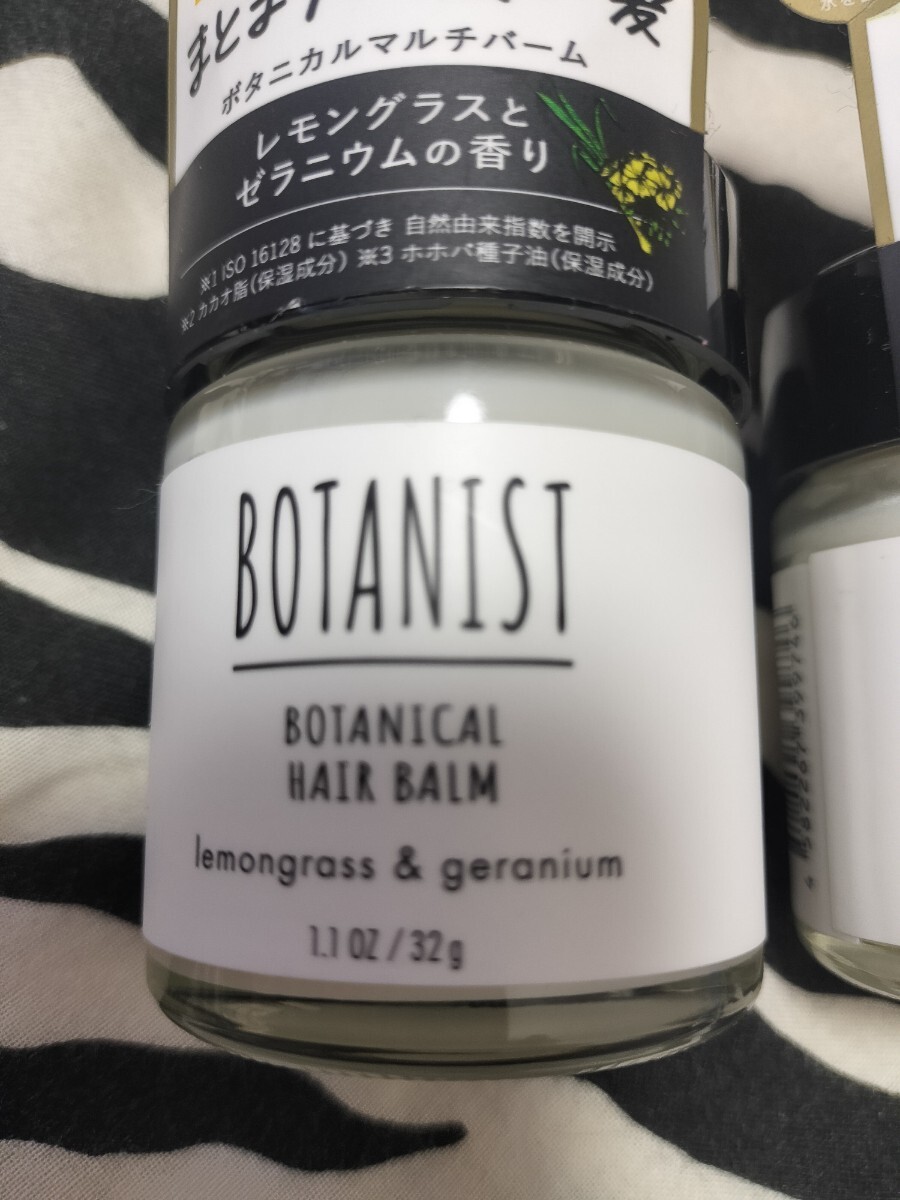 まとまり
髪
ボタニカルマルチバーム
レモングラスと
ゼラニウムの香り
※1 ISO 16128 に基づき 自然由来指数を開示
※2 カカオ脂(保湿成分) ※3 ホホバ種子油(保湿成分)
BOTANIST
BOTANICAL
HAIR BALM
lemongrass & geranium
1.1 OZ / 32g